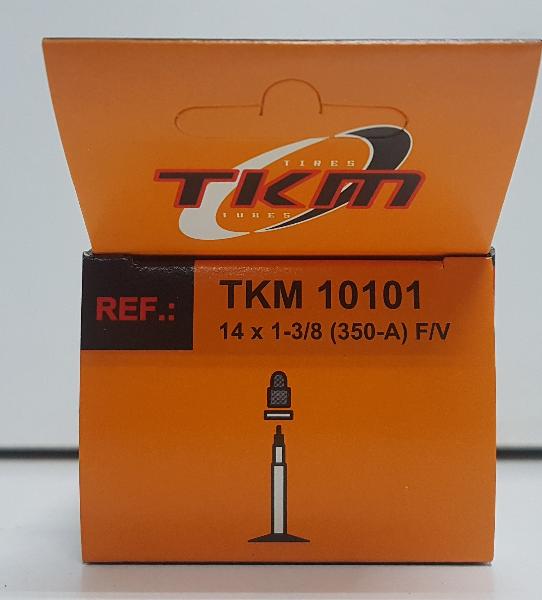 TIRES
TKM
TUBES
REF.:
TKM 10101
14 x 1-3/8 (350-A) F/V